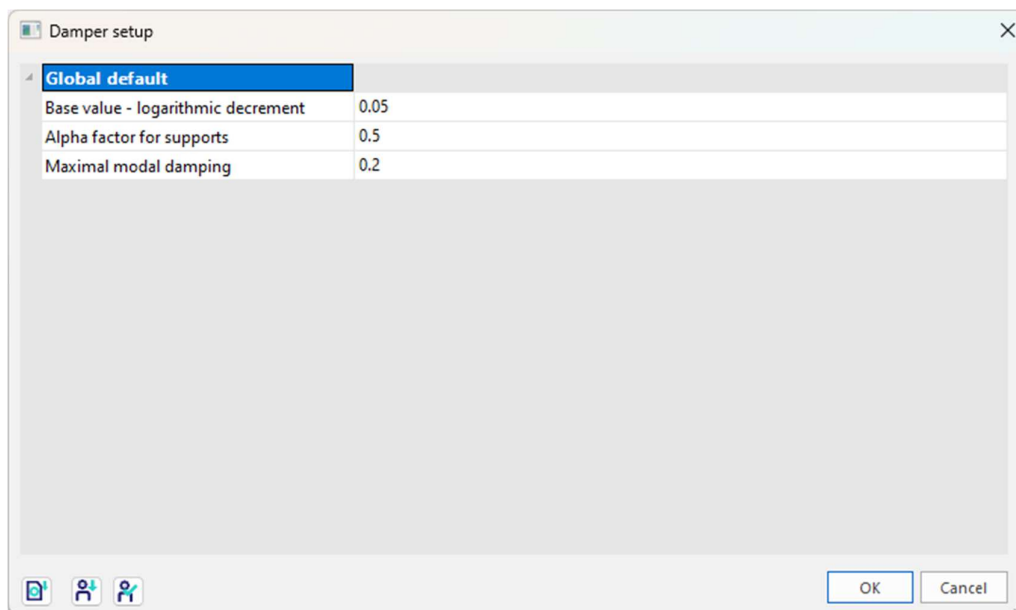 Damper setup
Global default
Base value - logarithmic decrement 0.05
Alpha factor for supports 0.5
Maximal modal damping 0.2
OK Cancel